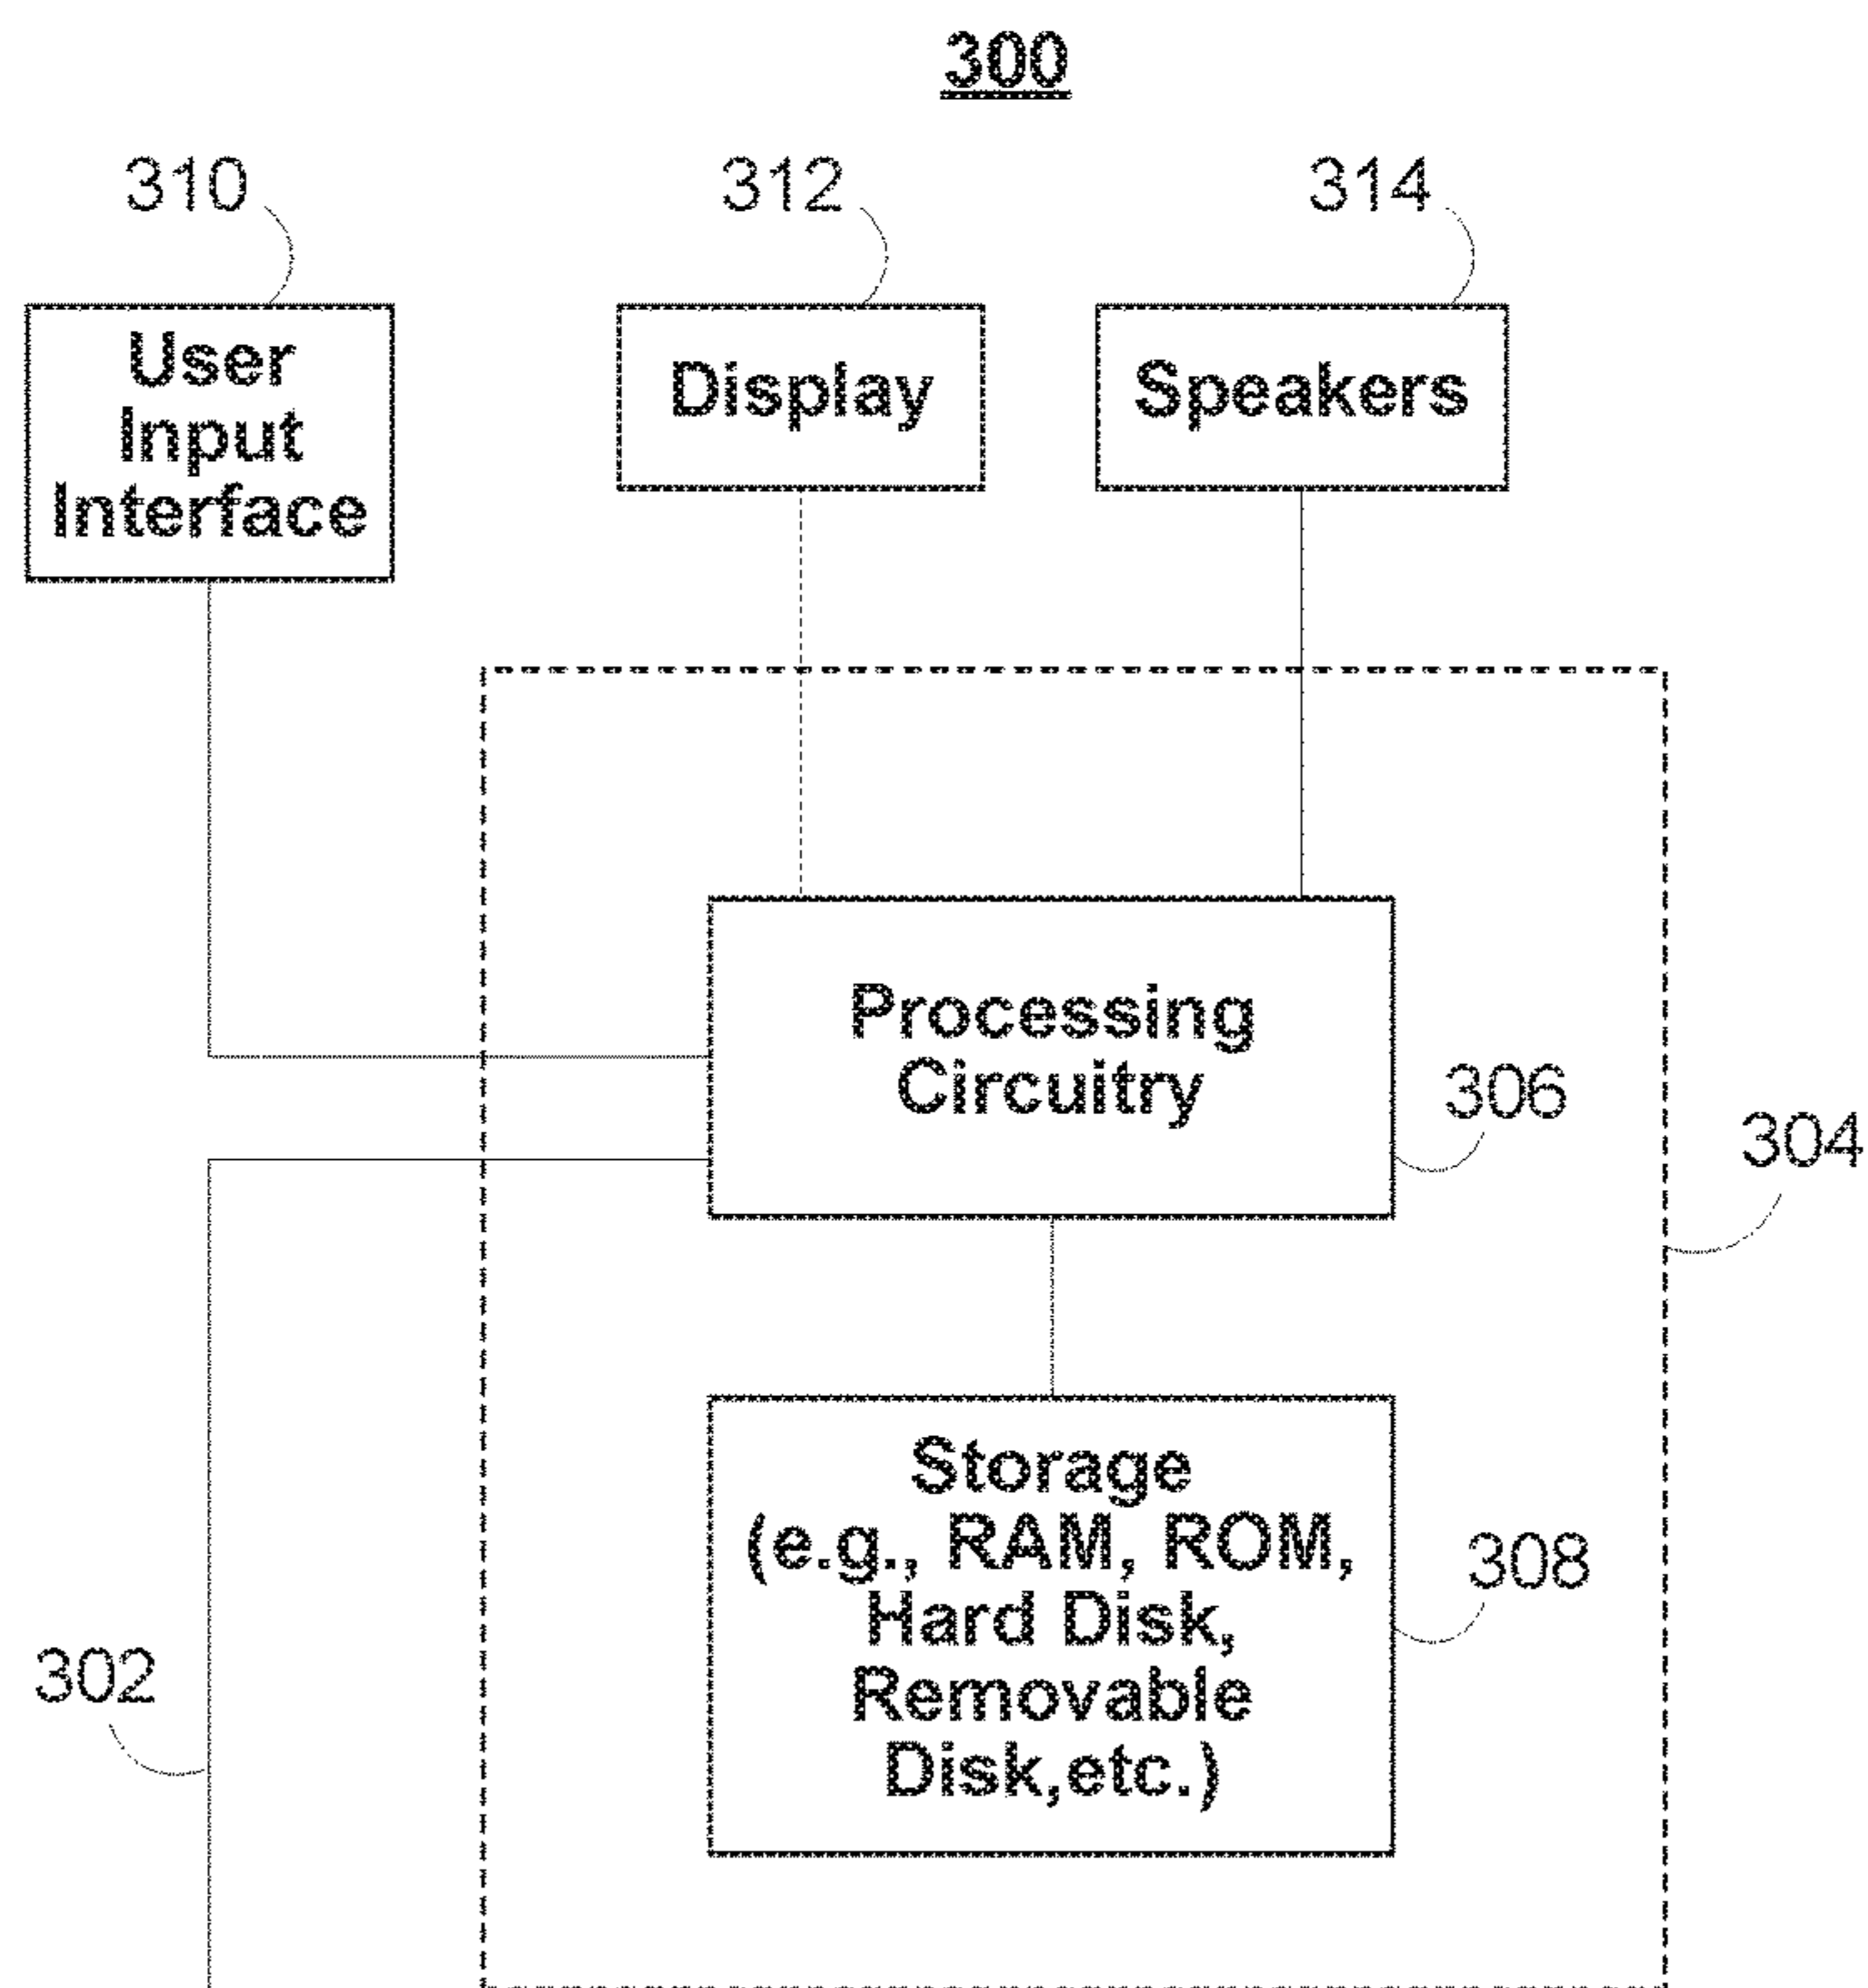 300
310
312
314
User
Input
Interface
Display
Speakers
Processing
Circuitry
306
304
Storage
(e.g., RAM, ROM,
Hard Disk,
Removable
Disk,etc.)
308
302